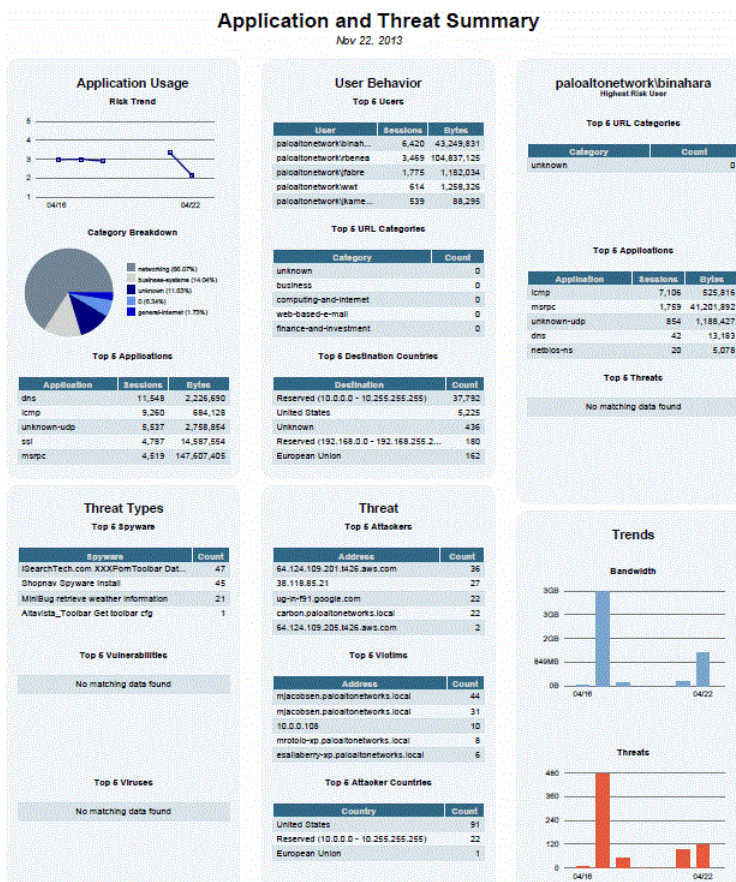 Application and Threat Summary
Nov 22, 2013
Application Usage
Risk Trend
5
4
3
2
1
04/16
04/22
Category Breakdown
networking (66.07%)
business-systems (14.04%)
unknown (11.83%)
0 (6.34%)
general-internet (1.73%)
Top 5 Applications
Application Sessions Bytes
dns 11,548 2,226,690
icmp 9,260 684,128
unknown-udp 5,537 2,758,854
ssl 4,787 14,587,554
msrpc 4,519 147,607,405
User Behavior
Top 5 Users
User Sessions Bytes
paloaltonetwork\binah... 6,420 43,249,831
paloaltonetwork\rbenea 3,469 104,837,125
paloaltonetwork\jfabre 1,775 1,182,034
paloaltonetwork\wwt 614 1,258,326
paloaltonetwork\jkame... 539 88,295
Top 5 URL Categories
Category Count
unknown 0
business 0
computing-and-internet 0
web-based-e-mail 0
finance-and-investment 0
Top 5 Destination Countries
Destination Count
Reserved (10.0.0.0 - 10.255.255.255) 37,792
United States 5,225
Unknown 436
Reserved (192.168.0.0 - 192.168.255.2... 180
European Union 162
paloaltonetwork\binahara
Highest Risk User
Top 5 URL Categories
Category Count
unknown 0
Top 5 Applications
Application Sessions Bytes
icmp 7,106 525,816
msrpc 1,759 41,201,892
unknown-udp 854 1,188,427
dns 42 13,183
netbios-ns 20 5,078
Top 5 Threats
No matching data found
Threat Types
Top 5 Spyware
Spyware Count
ISearchTech.com XXXPornToolbar Dat... 47
Shopnav Spyware Install 45
MiniBug retrieve weather information 21
Altavista_Toolbar Get toolbar cfg 1
Top 5 Vulnerabilities
No matching data found
Top 5 Viruses
No matching data found
Threat
Top 5 Attackers
Address Count
64.124.109.201.t426.aws.com 36
38.118.85.21 27
ug-in-f91.google.com 22
carbon.paloaltonetworks.local 22
64.124.109.205.t426.aws.com 2
Top 5 Victims
Address Count
mjacobsen.paloaltonetworks.local 44
mjacobsen.paloaltonetworks.local 31
10.0.0.108 10
mrotolo-xp.paloaltonetworks.local 8
esallaberry-xp.paloaltonetworks.local 6
Top 5 Attacker Countries
Country Count
United States 91
Reserved (10.0.0.0 - 10.255.255.255) 22
European Union 1
Trends
Bandwidth
3GB
3GB
2GB
849MB
0B
04/16
04/22
Threats
480
360
240
120
0
04/16
04/22